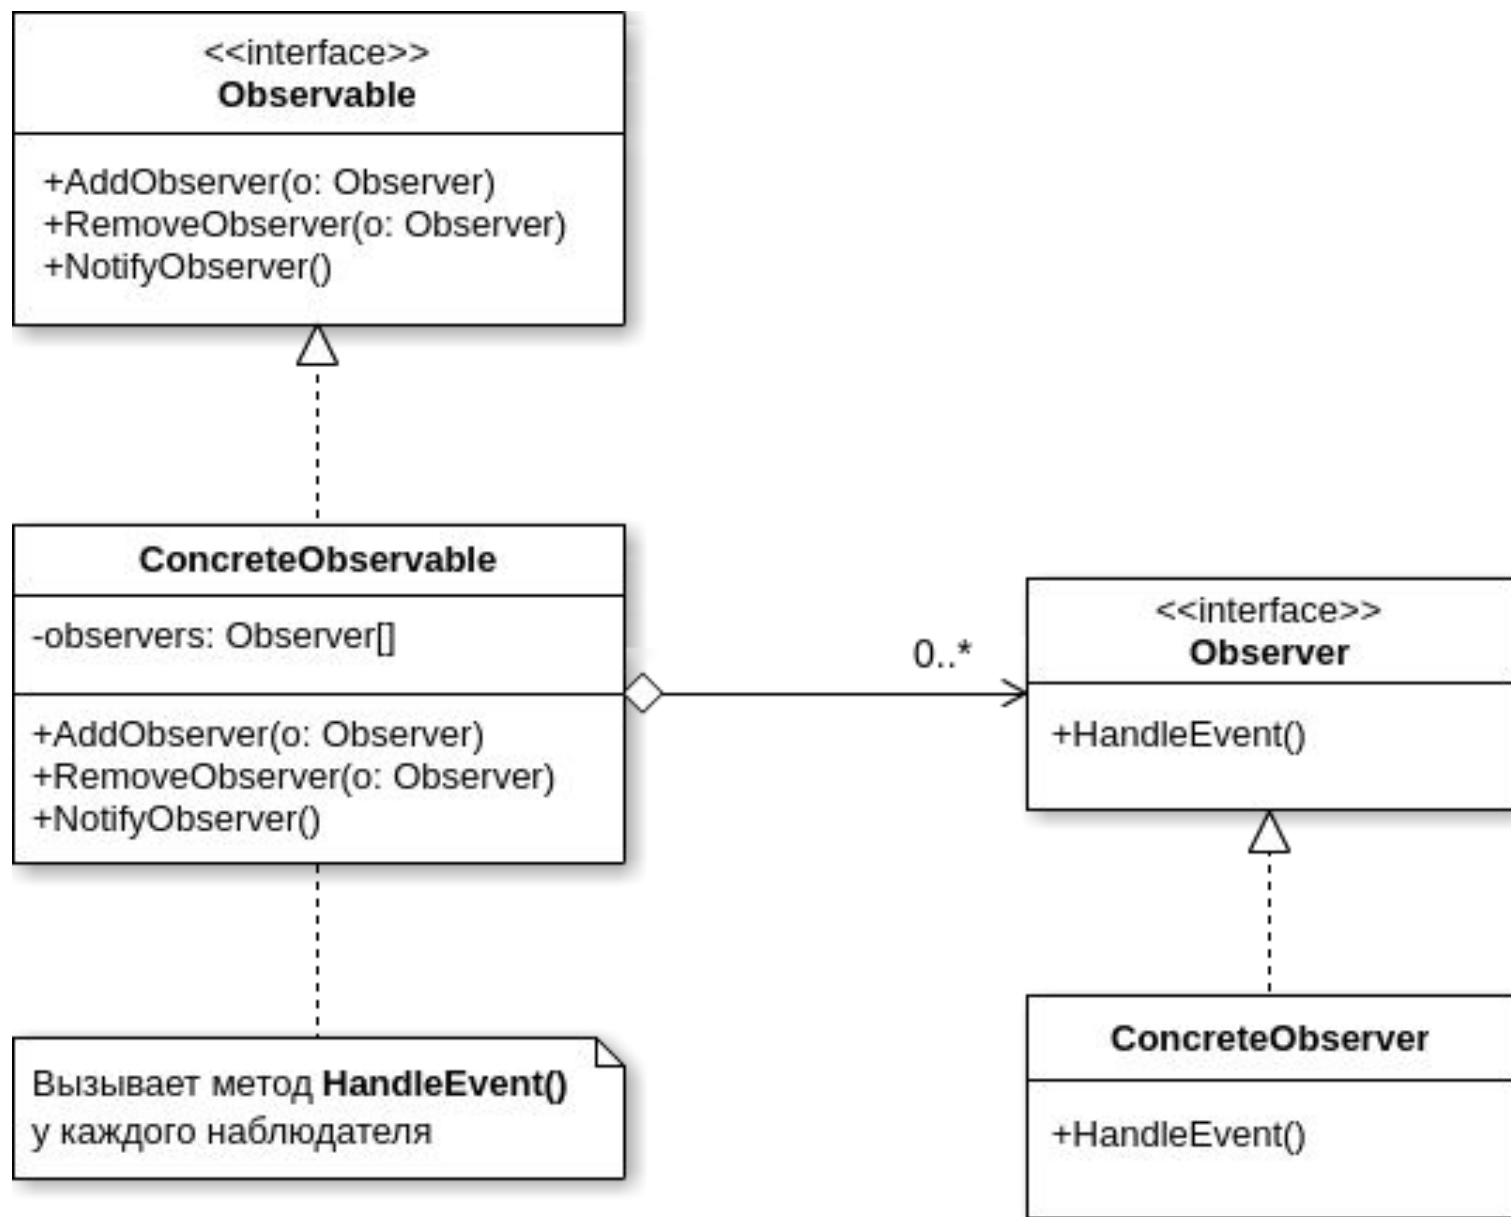 <<interface>>
Observable
+AddObserver(o: Observer)
+RemoveObserver(o: Observer)
+NotifyObserver()
ConcreteObservable
-observers: Observer[]
+AddObserver(o: Observer)
+RemoveObserver(o: Observer)
+NotifyObserver()
0..*
<<interface>>
Observer
+HandleEvent()
ConcreteObserver
+HandleEvent()
Вызывает метод HandleEvent()
у каждого наблюдателя